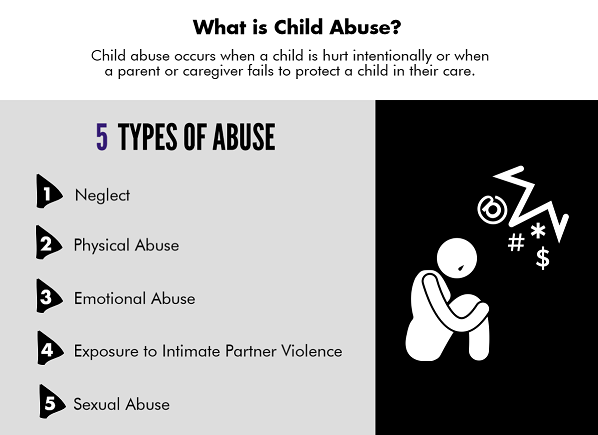 What is Child Abuse?
Child abuse occurs when a child is hurt intentionally or when
a parent or caregiver fails to protect a child in their care.
5 TYPES OF ABUSE
1 Neglect
2 Physical Abuse
3 Emotional Abuse
4 Exposure to Intimate Partner Violence
5 Sexual Abuse
@ # * $